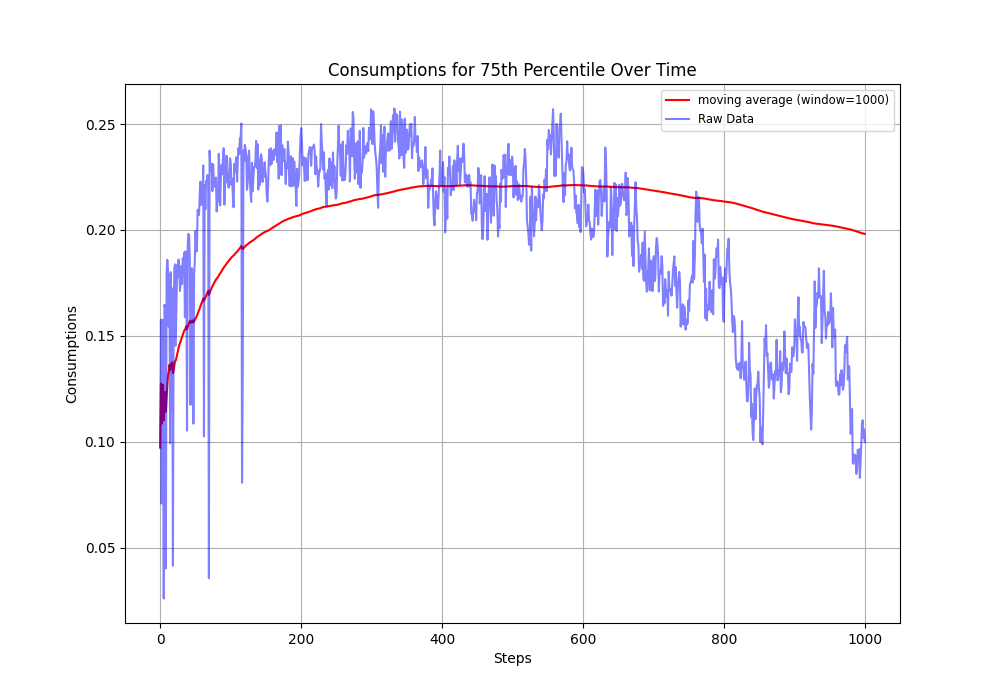 Consumptions for 75th Percentile Over Time
moving average (window=1000)
Raw Data
Consumptions
0.25
0.20
0.15
0.10
0.05
0 200 400 600 800 1000
Steps